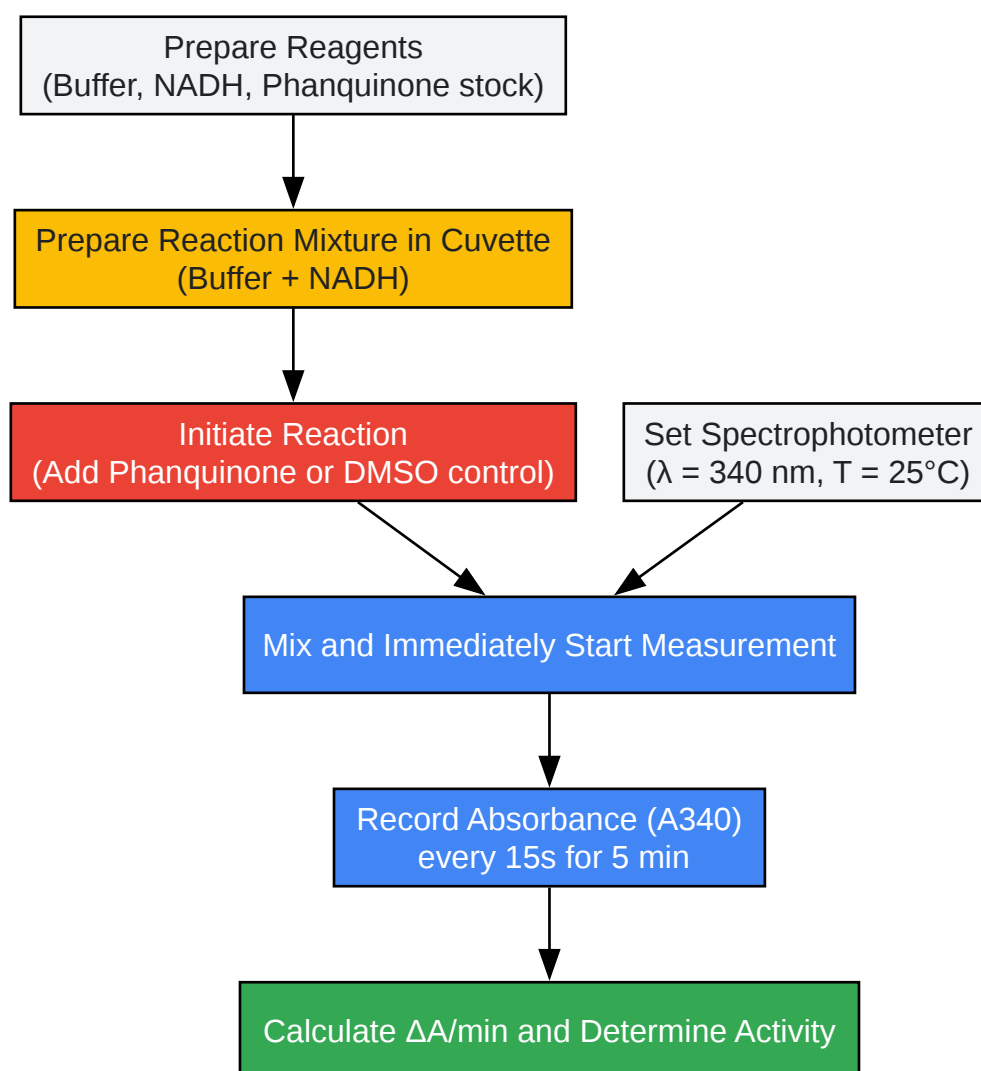 Prepare Reagents
(Buffer, NADH, Phanquinone stock)
Prepare Reaction Mixture in Cuvette
(Buffer + NADH)
Initiate Reaction
(Add Phanquinone or DMSO control)
Set Spectrophotometer
(λ = 340 nm, T = 25°C)
Mix and Immediately Start Measurement
Record Absorbance (A340)
every 15s for 5 min
Calculate ΔA/min and Determine Activity